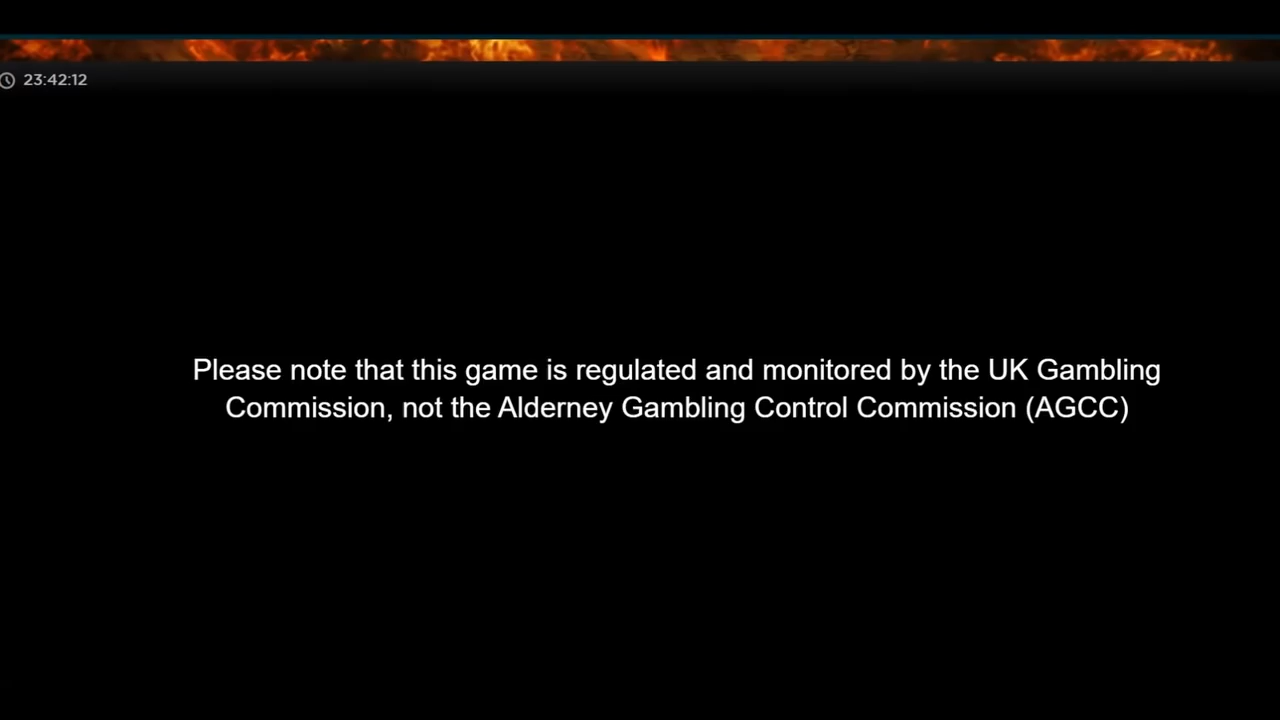 23:42:12
Please note that this game is regulated and monitored by the UK Gambling
Commission, not the Alderney Gambling Control Commission (AGCC)